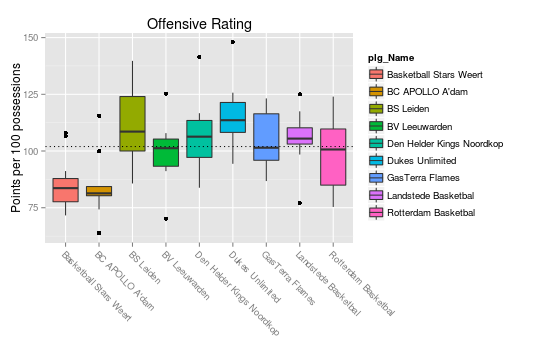 Offensive Rating
Points per 100 possessions
150
125
100
75
Basketball Stars Weert
BC APOLLO A'dam
BS Leiden
BV Leeuwarden
Den Helder Kings Noordkop
Dukes Unlimited
GasTerra Flames
Landstede Basketbal
Rotterdam Basketbal
plg_Name
Basketball Stars Weert
BC APOLLO A'dam
BS Leiden
BV Leeuwarden
Den Helder Kings Noordkop
Dukes Unlimited
GasTerra Flames
Landstede Basketbal
Rotterdam Basketbal